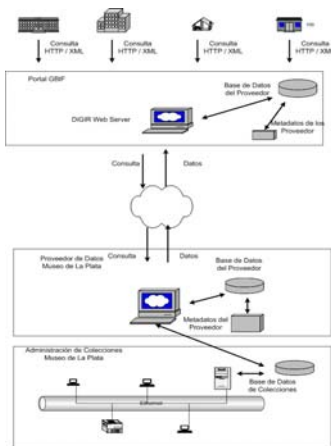 Consulta
HTTP / XML
Consulta
HTTP / XML
Consulta
HTTP / XML
Consulta
HTTP / XML
Portal GBIF
Base de Datos
del Proveedor
DiGIR Web Server
Metadatos de los
Proveedor
Consulta
Datos
Consulta
Datos
Proveedor de Datos
Museo de La Plata
Base de Datos
del Proveedor
Metadatos del
Proveedor
Administración de Colecciones
Museo de La Plata
Base de Datos
de Colecciones
Ethernet